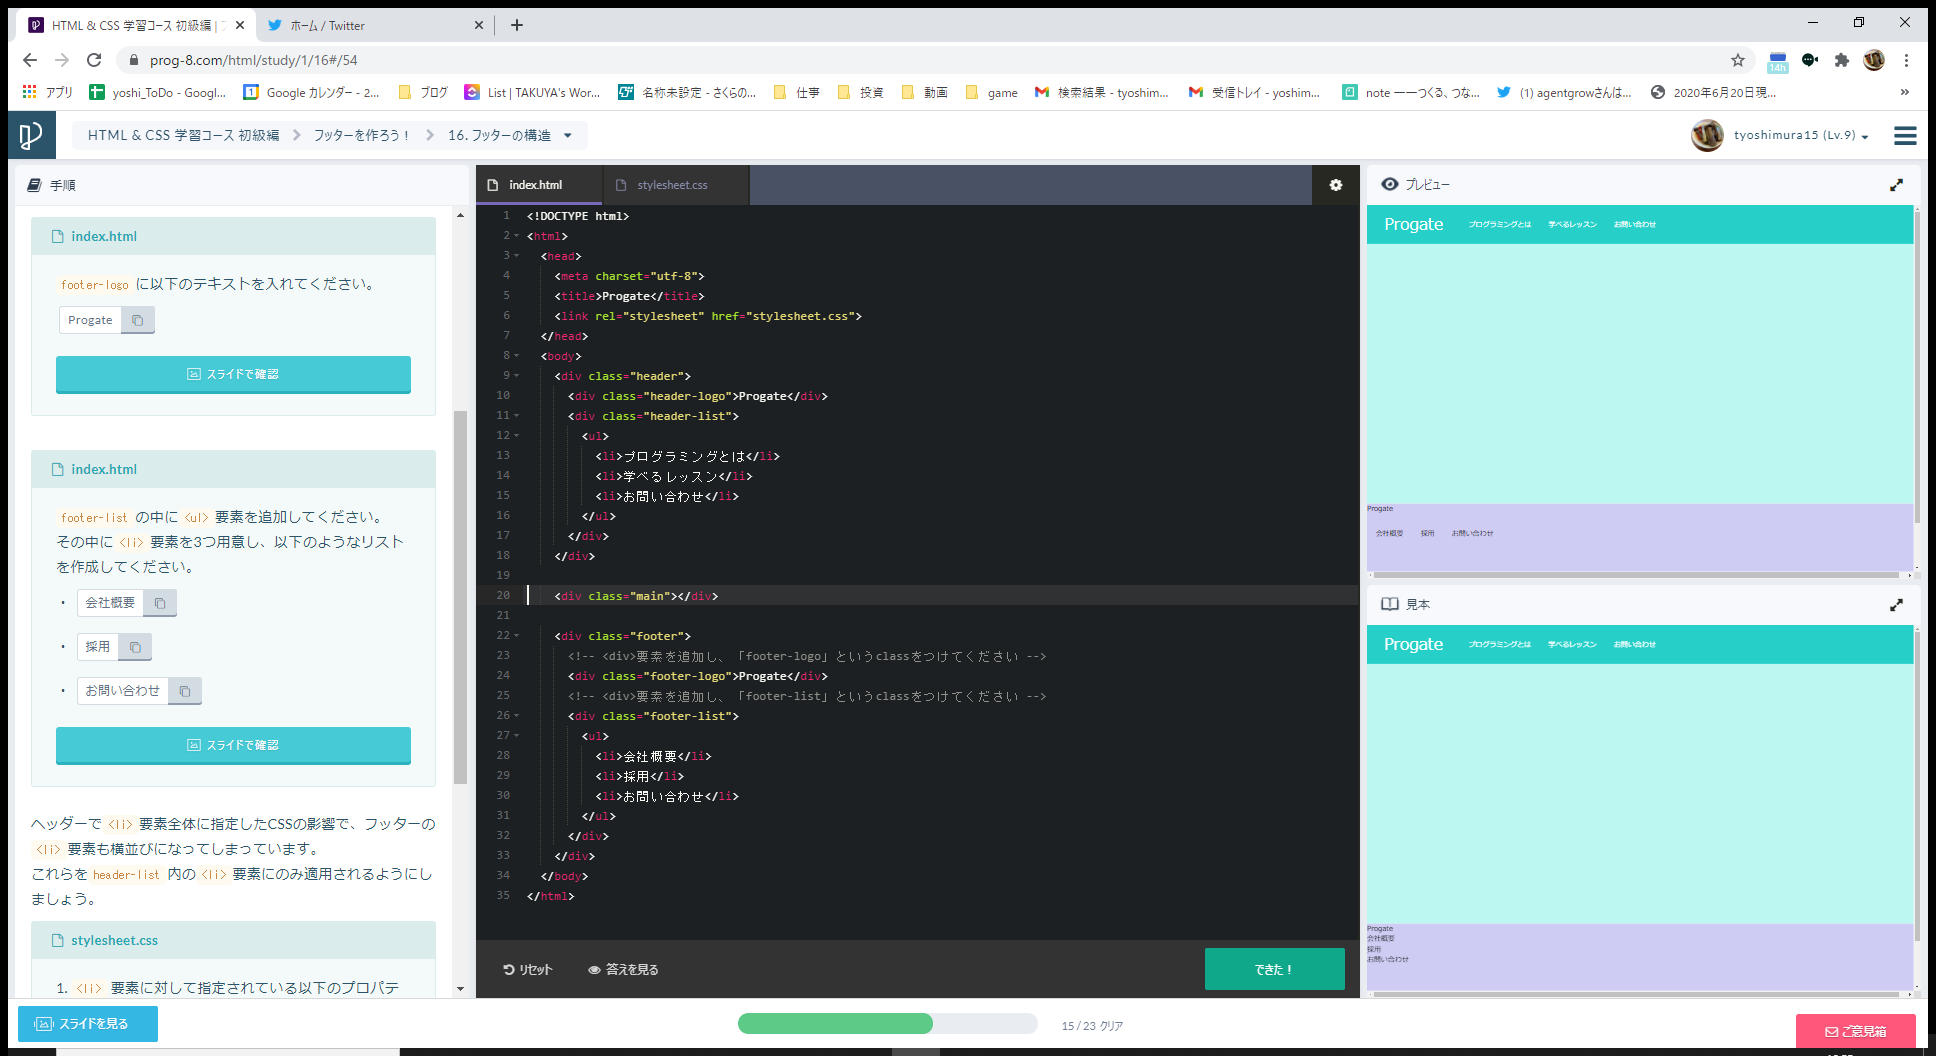 HTML & CSS 学習コース 初級編 |
ホーム / Twitter
prog-8.com/html/study/1/16#/54
14h
アプリ
yoshi_ToDo - Googl...
Google カレンダー - 2...
ブログ
List | TAKUYA's Wor...
名称未設定 - さくらの...
仕事
投資
動画
game
検索結果 - tyoshim...
受信トレイ - yoshim...
note ――つくる、つな...
(1) agentgrowさんは...
2020年6月20日現...
HTML & CSS 学習コース 初級編
フッターを作ろう！
16. フッターの構造
tyoshimura15 (Lv.9)
手順
index.html
footer-logo に以下のテキストを入れてください。
Progate
スライドで確認
index.html
footer-list の中に <ul> 要素を追加してください。
その中に <li> 要素を3つ用意し、以下のようなリスト
を作成してください。
・ 会社概要
・ 採用
・ お問い合わせ
スライドで確認
ヘッダーで <li> 要素全体に指定したCSSの影響で、フッターの
<li> 要素も横並びになってしまっています。
これらを header-list 内の <li> 要素にのみ適用されるようにし
ましょう。
stylesheet.css
1. <li> 要素に対して指定されている以下のプロパテ
index.html
stylesheet.css
1 <!DOCTYPE html>
2 <html>
3 <head>
4 <meta charset="utf-8">
5 <title>Progate</title>
6 <link rel="stylesheet" href="stylesheet.css">
7 </head>
8 <body>
9 <div class="header">
10 <div class="header-logo">Progate</div>
11 <div class="header-list">
12 <ul>
13 <li>プログラミングとは</li>
14 <li>学べるレッスン</li>
15 <li>お問い合わせ</li>
16 </ul>
17 </div>
18 </div>
19
20 <div class="main"></div>
21
22 <div class="footer">
23 <!-- <div>要素を追加し、「footer-logo」というclassをつけてください -->
24 <div class="footer-logo">Progate</div>
25 <!-- <div>要素を追加し、「footer-list」というclassをつけてください -->
26 <div class="footer-list">
27 <ul>
28 <li>会社概要</li>
29 <li>採用</li>
30 <li>お問い合わせ</li>
31 </ul>
32 </div>
33 </div>
34 </body>
35 </html>
リセット
答えを見る
できた！
プレビュー
Progate
プログラミングとは
学べるレッスン
お問い合わせ
Progate
会社概要
採用
お問い合わせ
見本
Progate
プログラミングとは
学べるレッスン
お問い合わせ
Progate
会社概要
採用
お問い合わせ
スライドを見る
15 / 23 クリア
ご意見箱